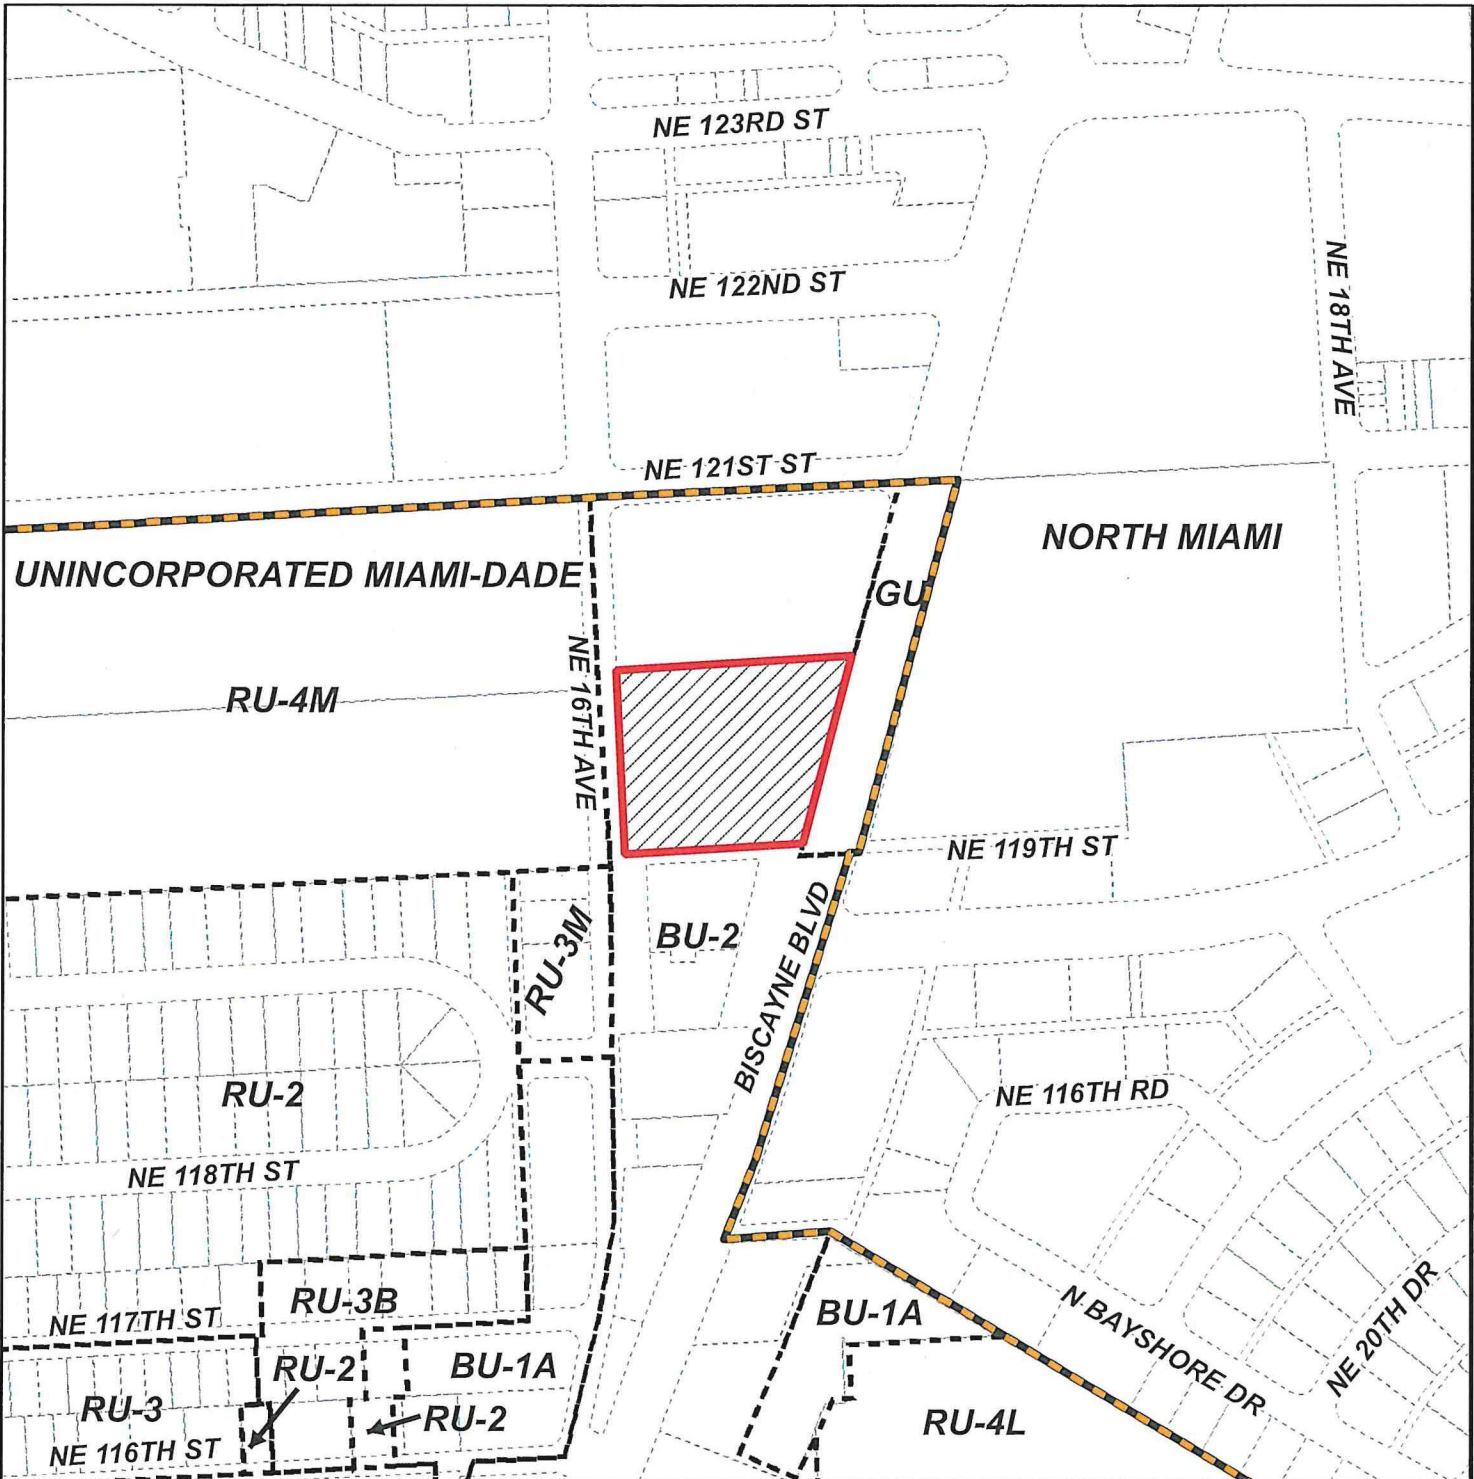 NE 123RD ST
NE 122ND ST
NE 18TH AVE
NE 121ST ST
NORTH MIAMI
UNINCORPORATED MIAMI-DADE
GU
NE 16TH AVE
RU-4M
NE 119TH ST
BISCAYNE BLVD
RU-3M
BU-2
RU-2
NE 116TH RD
NE 118TH ST
RU-3B
BU-1A
N BAYSHORE DR
NE 20TH DR
NE 117TH ST
RU-2
BU-1A
RU-3
RU-2
RU-4L
NE 116TH ST